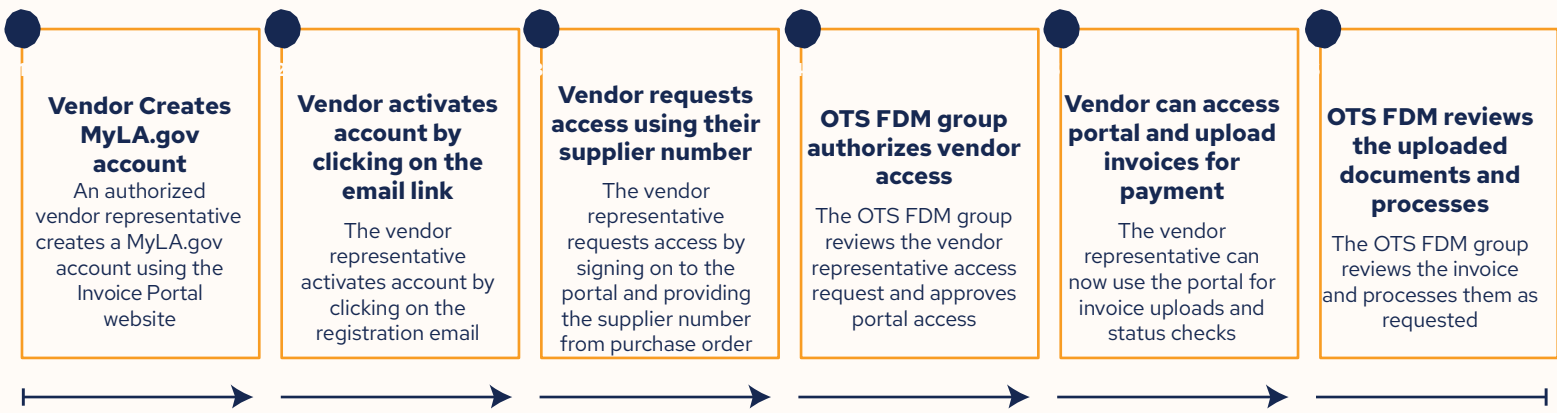 Vendor Creates
MyLA.gov
account
An authorized
vendor representative
creates a MyLA.gov
account using the
Invoice Portal
website
Vendor activates
account by
clicking on the
email link
The vendor
representative
activates account by
clicking on the
registration email
Vendor requests
access using their
supplier number
The vendor
representative
requests access by
signing on to the
portal and providing
the supplier number
from purchase order
OTS FDM group
authorizes vendor
access
The OTS FDM group
reviews the vendor
representative access
request and approves
portal access
Vendor can access
portal and upload
invoices for
payment
The vendor
representative can
now use the portal for
invoice uploads and
status checks
OTS FDM reviews
the uploaded
documents and
processes
The OTS FDM group
reviews the invoice
and processes them as
requested